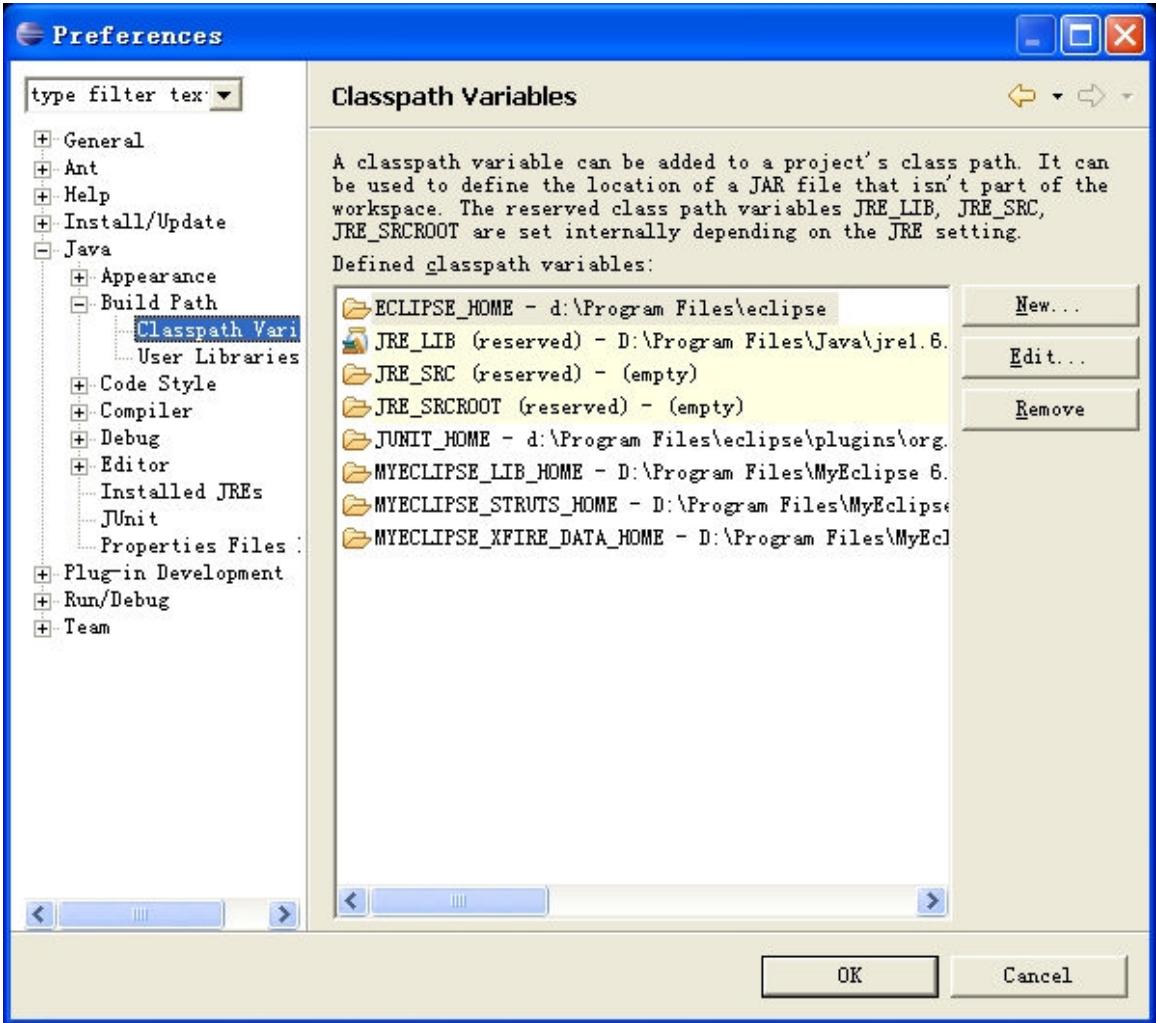 Preferences
type filter tex
General
Ant
Help
Install/Update
Java
Appearance
Build Path
Classpath Vari
User Libraries
Code Style
Compiler
Debug
Editor
Installed JREs
JUnit
Properties Files
Plug-in Development
Run/Debug
Team
Classpath Variables
A classpath variable can be added to a project's class path. It can
be used to define the location of a JAR file that isn't part of the
workspace. The reserved class path variables JRE_LIB, JRE_SRC,
JRE_SRCROOT are set internally depending on the JRE setting.
Defined classpath variables:
ECLIPSE_HOME - d:\Program Files\eclipse
JRE_LIB (reserved) - D:\Program Files\Java\jre1.6.
JRE_SRC (reserved) - (empty)
JRE_SRCROOT (reserved) - (empty)
JUNIT_HOME - d:\Program Files\eclipse\plugins\org.
MYECLIPSE_LIB_HOME - D:\Program Files\MyEclipse 6.
MYECLIPSE_STRUTS_HOME - D:\Program Files\MyEclipse
MYECLIPSE_XFIRE_DATA_HOME - D:\Program Files\MyEcl
New...
Edit...
Remove
OK
Cancel